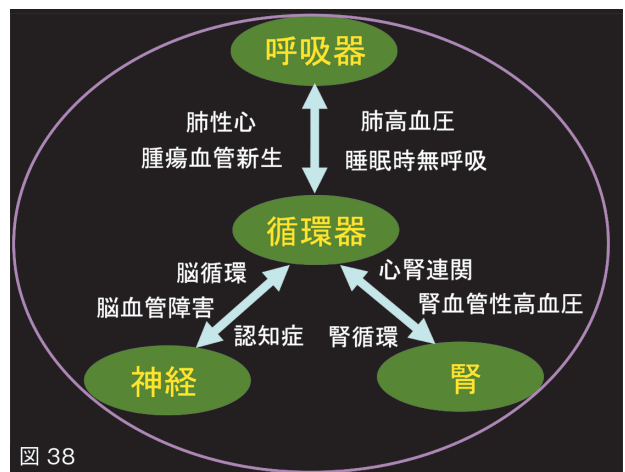 呼吸器
肺性心
肺高血圧
腫瘍血管新生
睡眠時無呼吸
循環器
脳循環
心腎連関
脳血管障害
腎血管性高血圧
認知症
腎循環
神経
腎
図 38